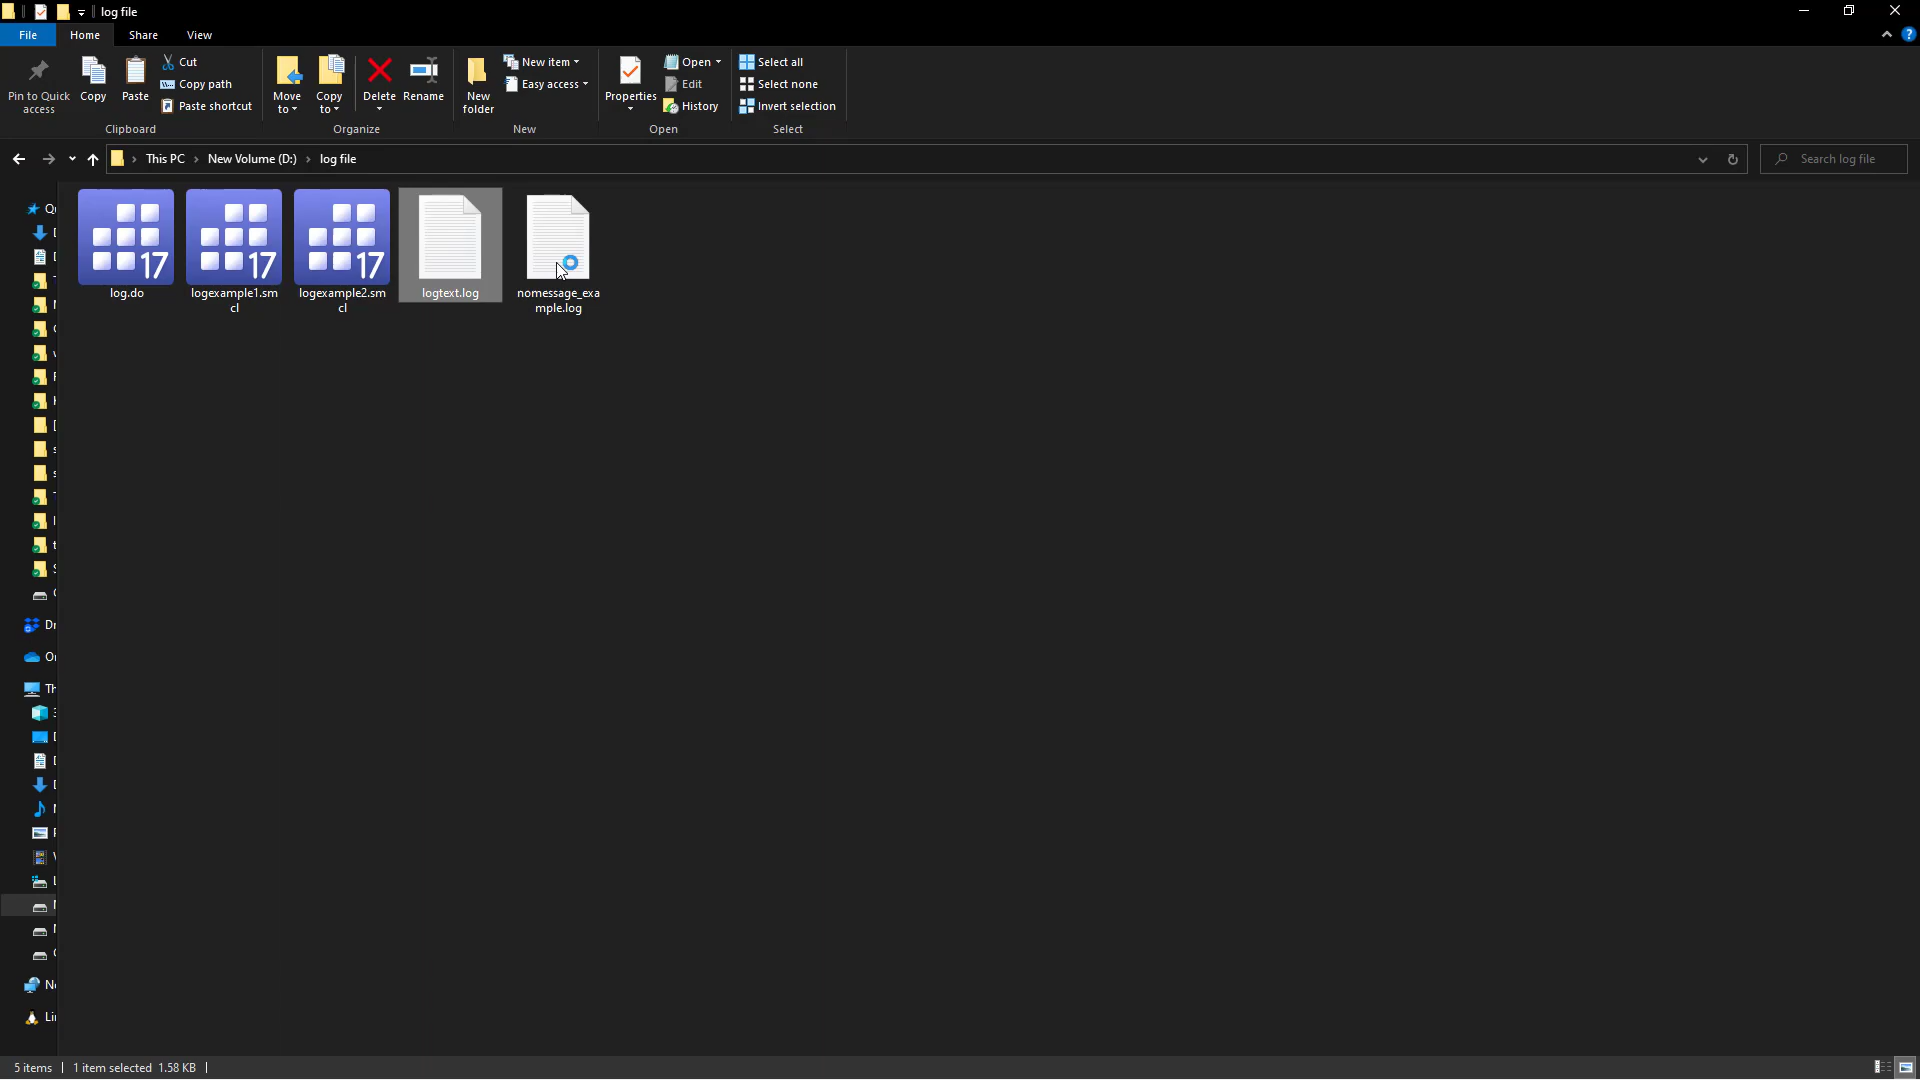 log file
File Home Share View
Pin to Quick access
Copy
Paste
Cut
Copy path
Paste shortcut
Clipboard
Move to
Copy to
Delete
Rename
Organize
New folder
New item
Easy access
New
Properties
Open
Edit
History
Open
Select all
Select none
Invert selection
Select
This PC New Volume (D:) log file
Search log file
17 17 17
log.do
logexample1.sm
cl
logexample2.sm
cl
logtext.log
nomessage_exa
mple.log
5 items 1 item selected 1.58 KB